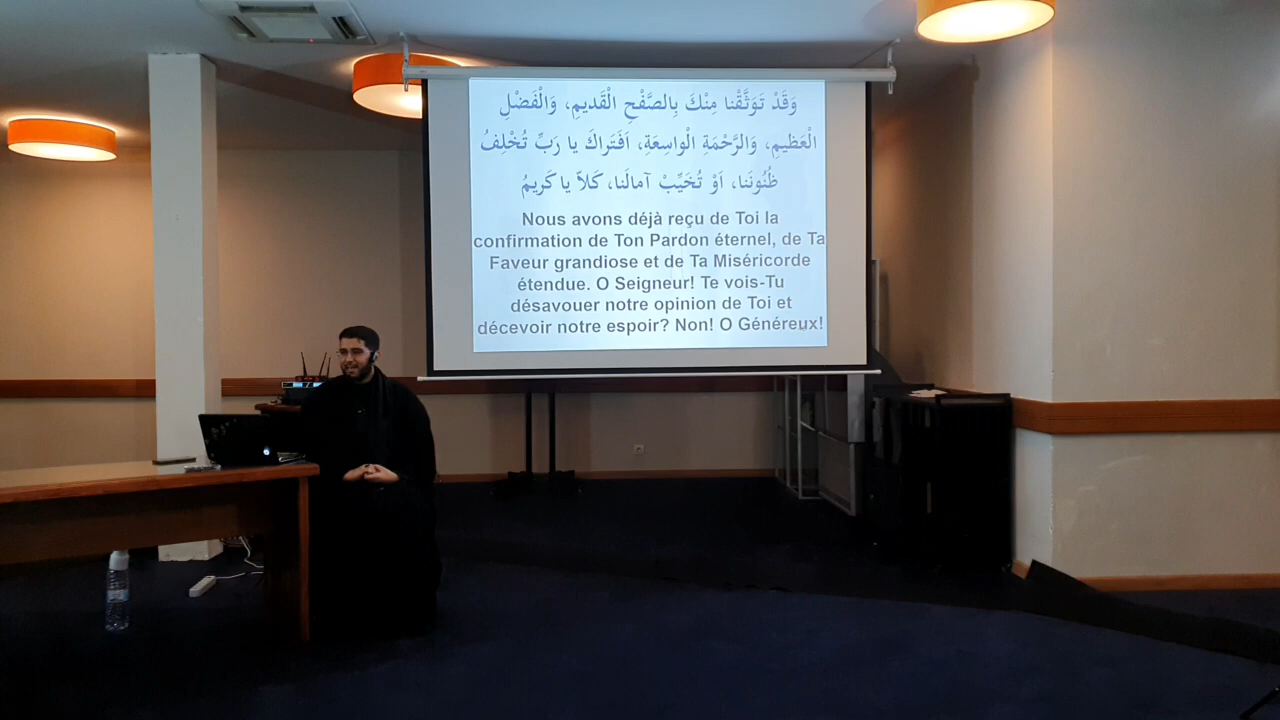 وَقَدْ تَوَثَّقْنا مِنْكَ بِالصَّفْحِ الْقَديمِ، وَالْفَضْلِ
الْعَظيمِ، وَالرَّحْمَةِ الْواسِعَةِ، اَفَتَراكَ يا رَبِّ تُخْلِفُ
ظُنُونَنا، اَوْ تُخَيِّبْ آمالَنا، كَلاّ يا كَريمُ
Nous avons déjà reçu de Toi la
confirmation de Ton Pardon éternel, de Ta
Faveur grandiose et de Ta Miséricorde
étendue. O Seigneur! Te vois-Tu
désavouer notre opinion de Toi et
décevoir notre espoir? Non! O Généreux!